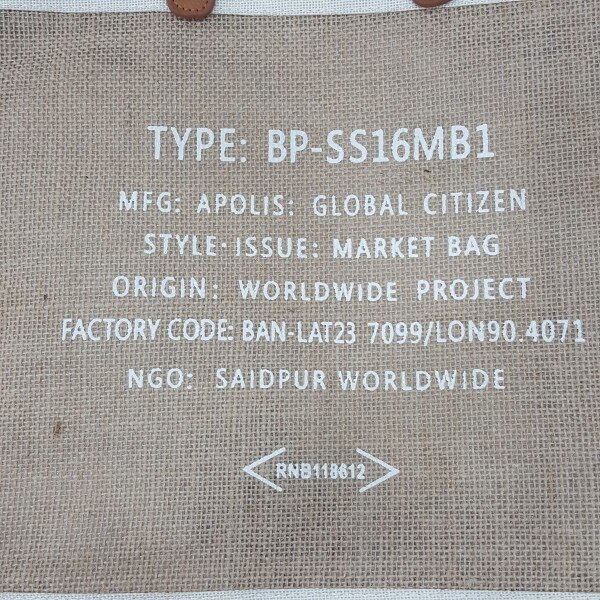 TYPE: BP-SS16MB1
MFG: APOLIS: GLOBAL CITIZEN
STYLE· ISSUE: MARKET BAG
ORIGIN: WORLDWIDE PROJECT
FACTORY CODE: BAN-LAT23 7099/LON90.4071
NGO: SAIDPUR WORLDWIDE
RNB118612